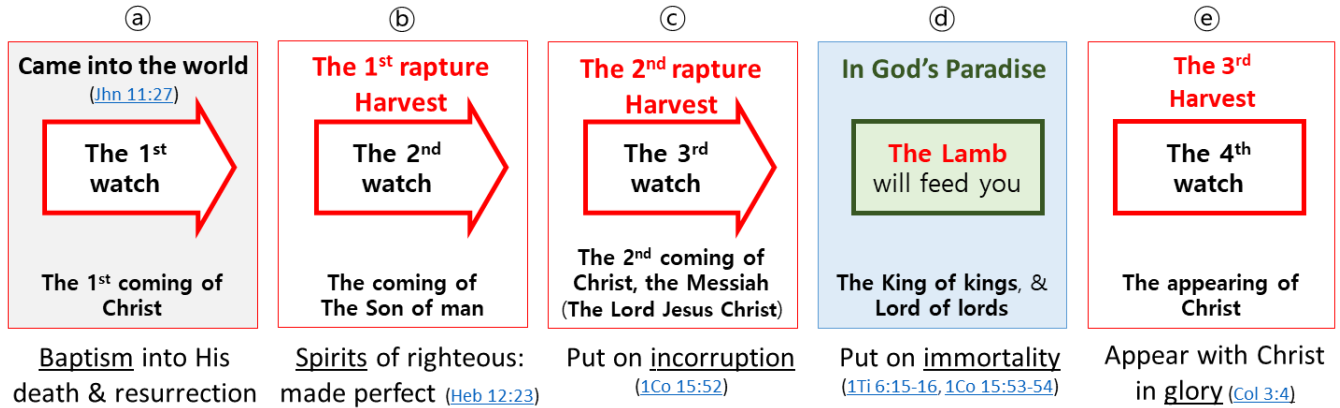 ⓐ
Came into the world
(Jhn 11:27)
The 1st
watch
The 1st coming of
Christ
Baptism into His
death & resurrection
ⓑ
The 1st rapture
Harvest
The 2nd
watch
The coming of
The Son of man
Spirits of righteous:
made perfect (Heb 12:23)
ⓒ
The 2nd rapture
Harvest
The 3rd
watch
The 2nd coming of
Christ, the Messiah
(The Lord Jesus Christ)
Put on incorruption
(1Co 15:52)
ⓓ
In God’s Paradise
The Lamb
will feed you
The King of kings, &
Lord of lords
Put on immortality
(1Ti 6:15-16, 1Co 15:53-54)
ⓔ
The 3rd
Harvest
The 4th
watch
The appearing of
Christ
Appear with Christ
in glory (Col 3:4)